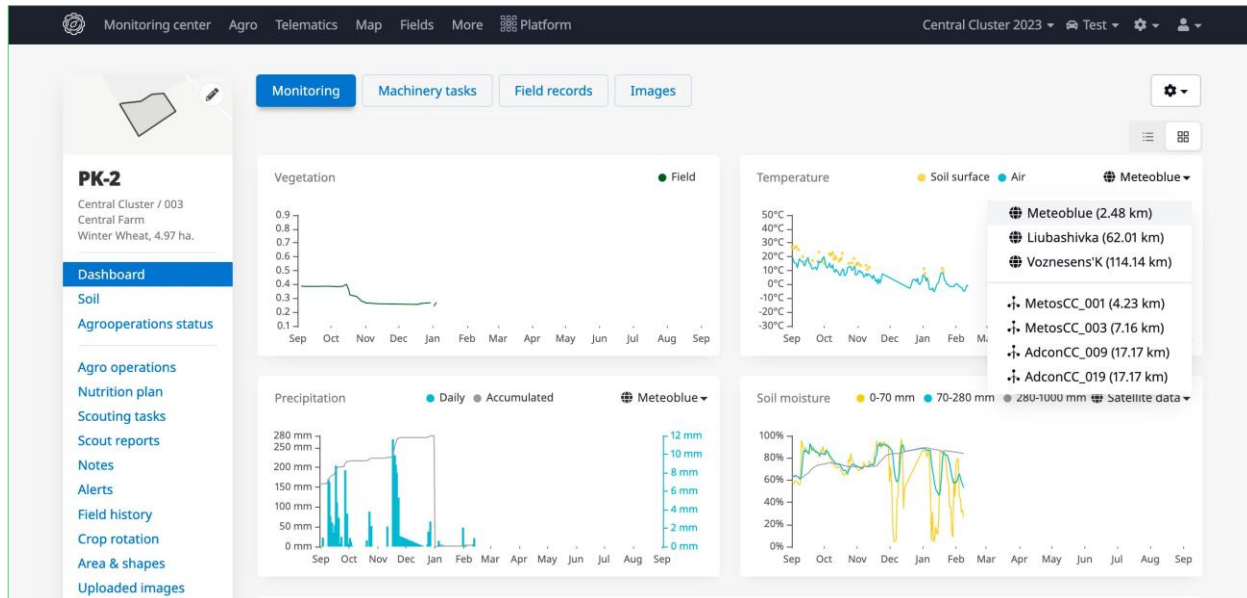 Monitoring center Agro Telematics Map Fields More Platform Central Cluster 2023 Test
Monitoring Machinery tasks Field records Images
PK-2
Central Cluster / 003
Central Farm
Winter Wheat, 4.97 ha.
Dashboard
Soil
Agrooperations status
Agro operations
Nutrition plan
Scouting tasks
Scout reports
Notes
Alerts
Field history
Crop rotation
Area & shapes
Uploaded images
Vegetation Field
0.9
0.8
0.7
0.6
0.5
0.4
0.3
0.2
0.1
Sep Oct Nov Dec Jan Feb Mar Apr May Jun Jul Aug Sep
Temperature Soil surface Air Meteoblue
50°C
40°C
30°C
20°C
10°C
0°C
-10°C
-20°C
-30°C
Sep Oct Nov Dec Jan Feb
Meteoblue (2.48 km)
Liubashivka (62.01 km)
Voznesens'K (114.14 km)
MetosCC_001 (4.23 km)
MetosCC_003 (7.16 km)
AdconCC_009 (17.17 km)
AdconCC_019 (17.17 km)
Precipitation Daily Accumulated Meteoblue
280 mm
250 mm
200 mm
150 mm
100 mm
50 mm
0 mm
12 mm
10 mm
8 mm
6 mm
4 mm
2 mm
0 mm
Sep Oct Nov Dec Jan Feb Mar Apr May Jun Jul Aug Sep
Soil moisture 0-70 mm 70-280 mm 280-1000 mm Satellite data
100%
80%
60%
40%
20%
0%
Sep Oct Nov Dec Jan Feb Mar Apr May Jun Jul Aug Sep